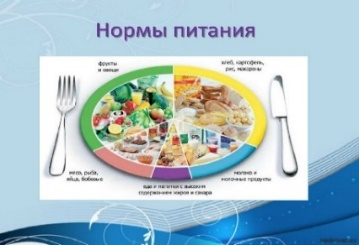 Нормы питания
фрукты
и овощи
хлеб, картофель,
рис, макароны
мясо, рыба,
яйца, бобовые
молоко и
молочные продукты
еда и напитки с высоким
содержанием жиров и сахара